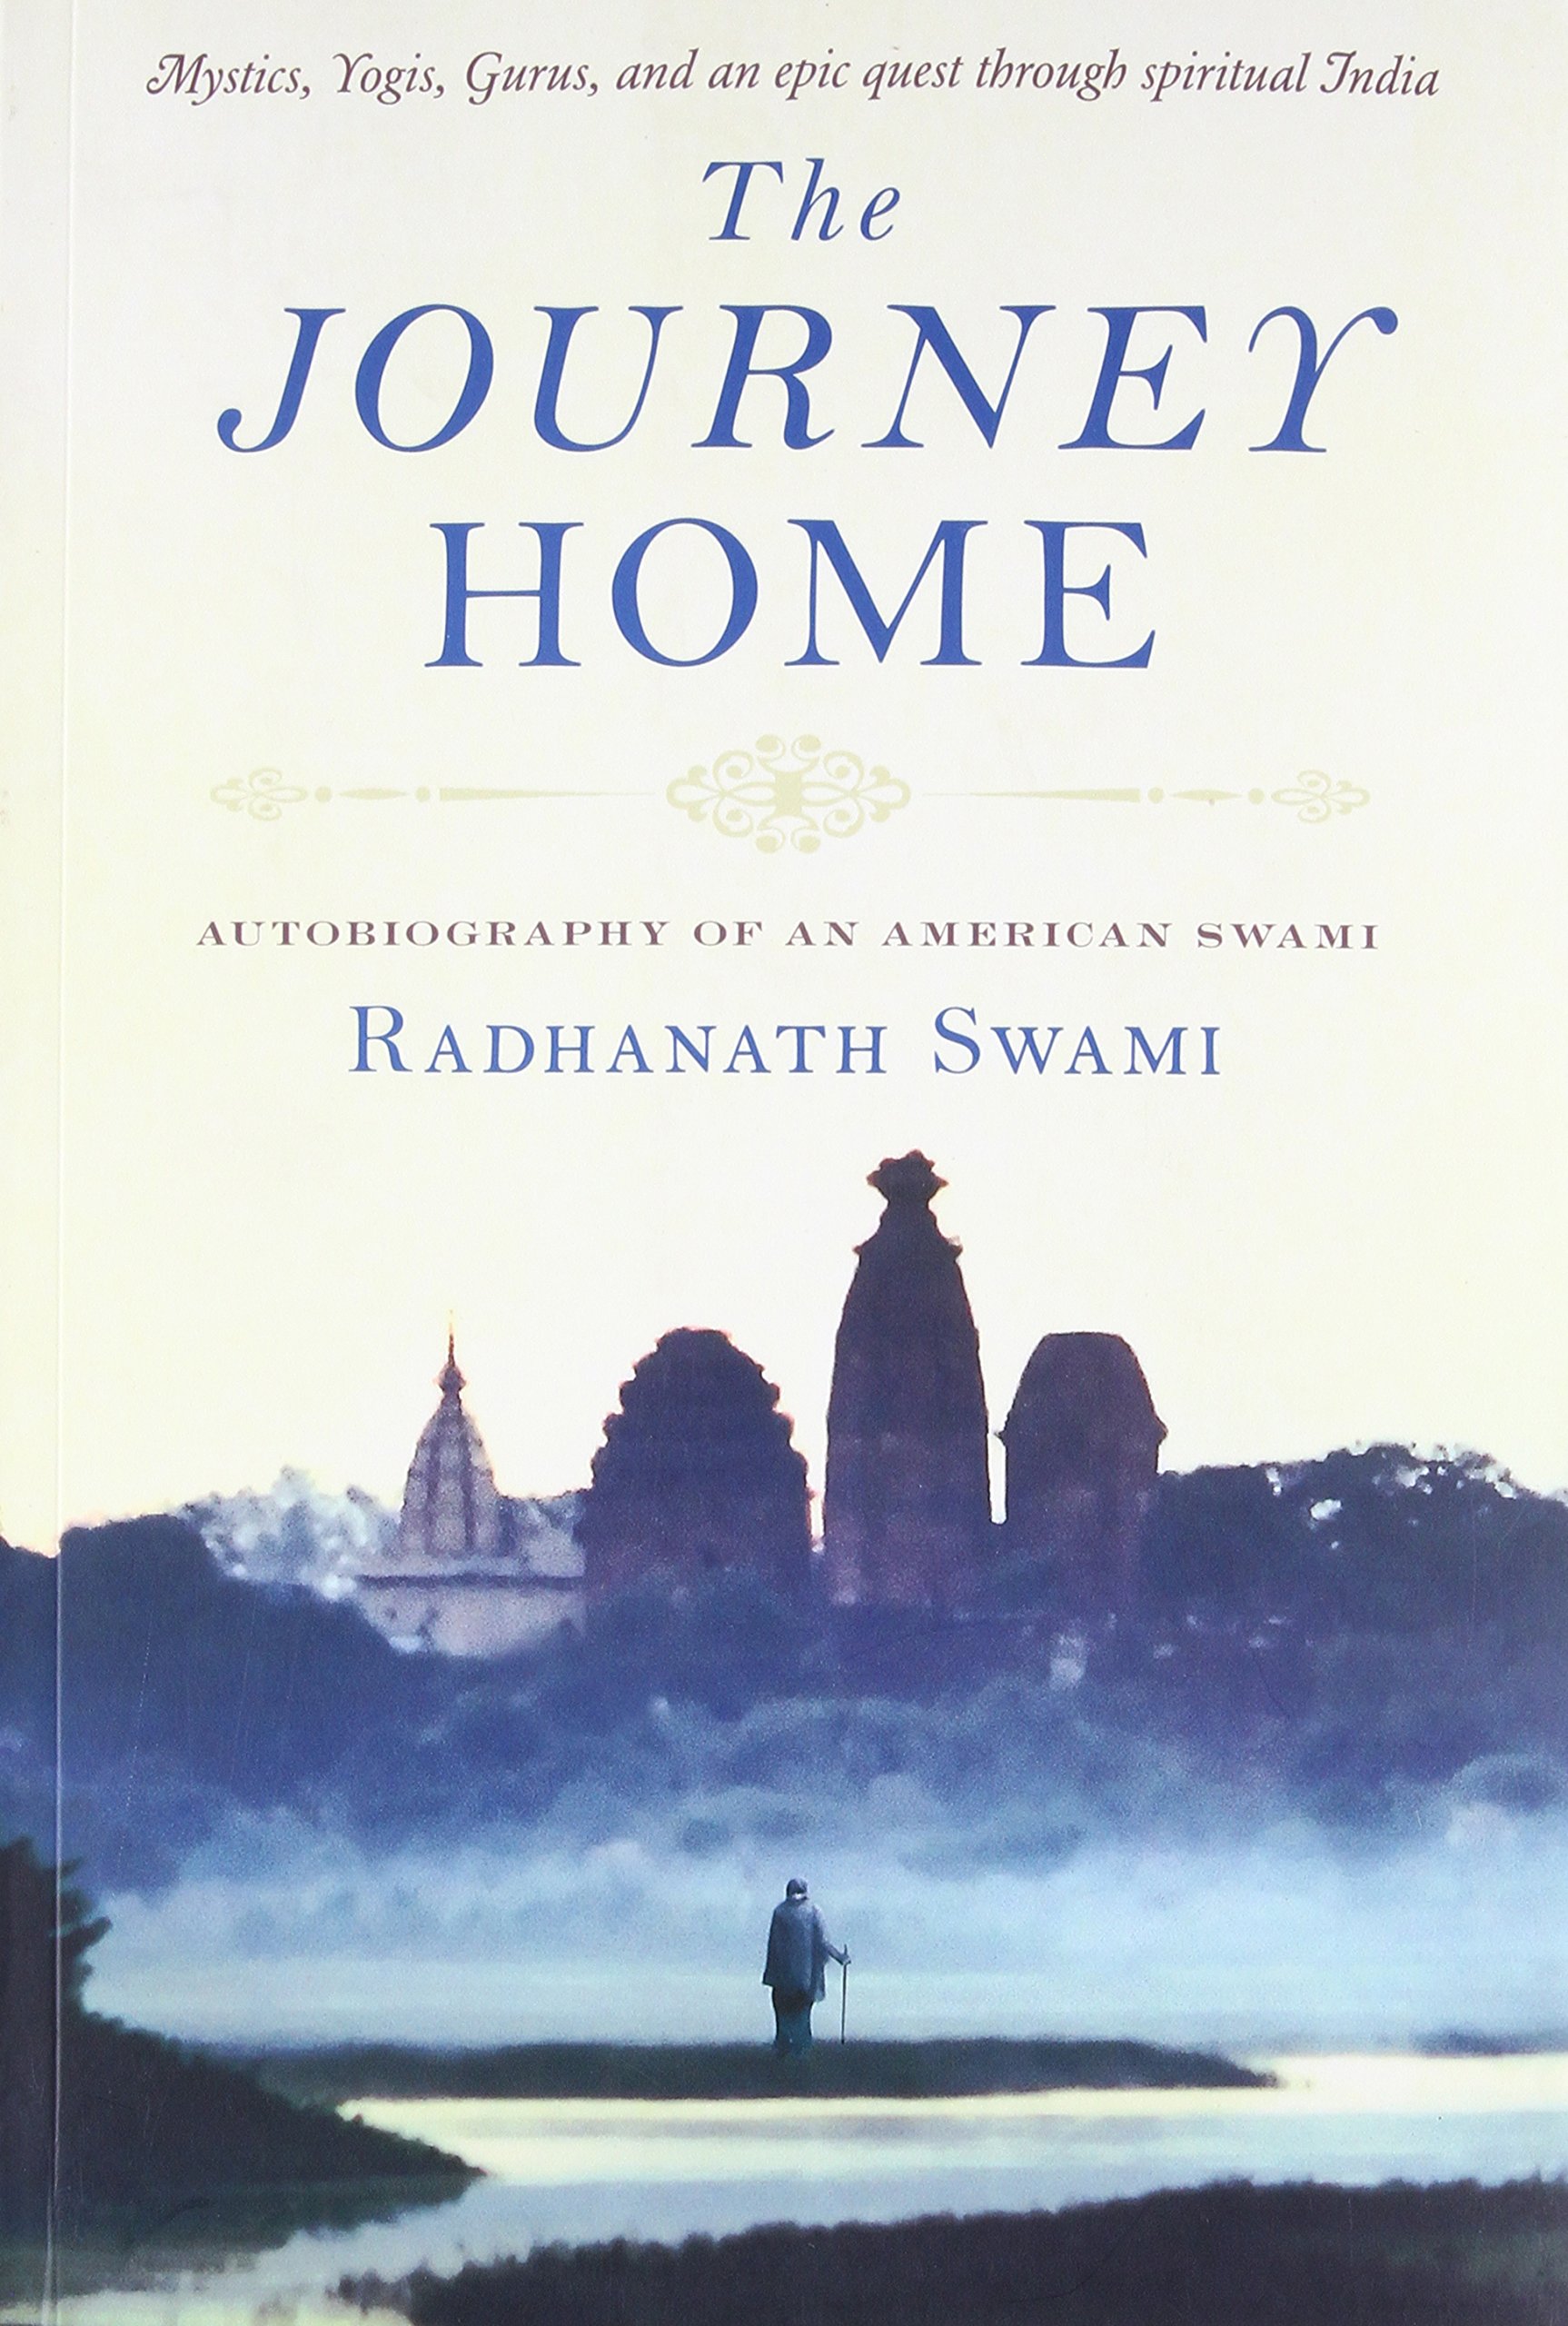 Mystics, Yogis, Gurus, and an epic quest through spiritual India
The
JOURNEY
HOME
AUTOBIOGRAPHY OF AN AMERICAN SWAMI
RADHANATH SWAMI